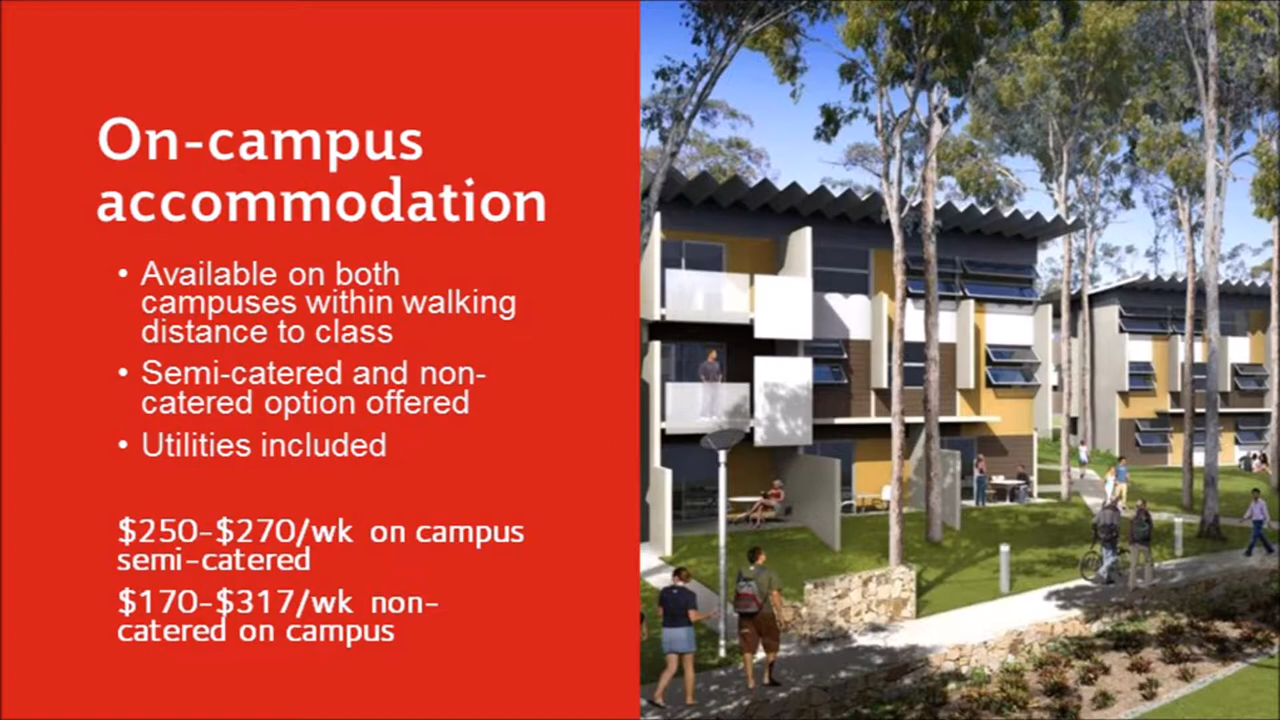 On-campus
accommodation
• Available on both
campuses within walking
distance to class
• Semi-catered and non-
catered option offered
• Utilities included
$250-$270/wk on campus
semi-catered
$170-$317/wk non-
catered on campus